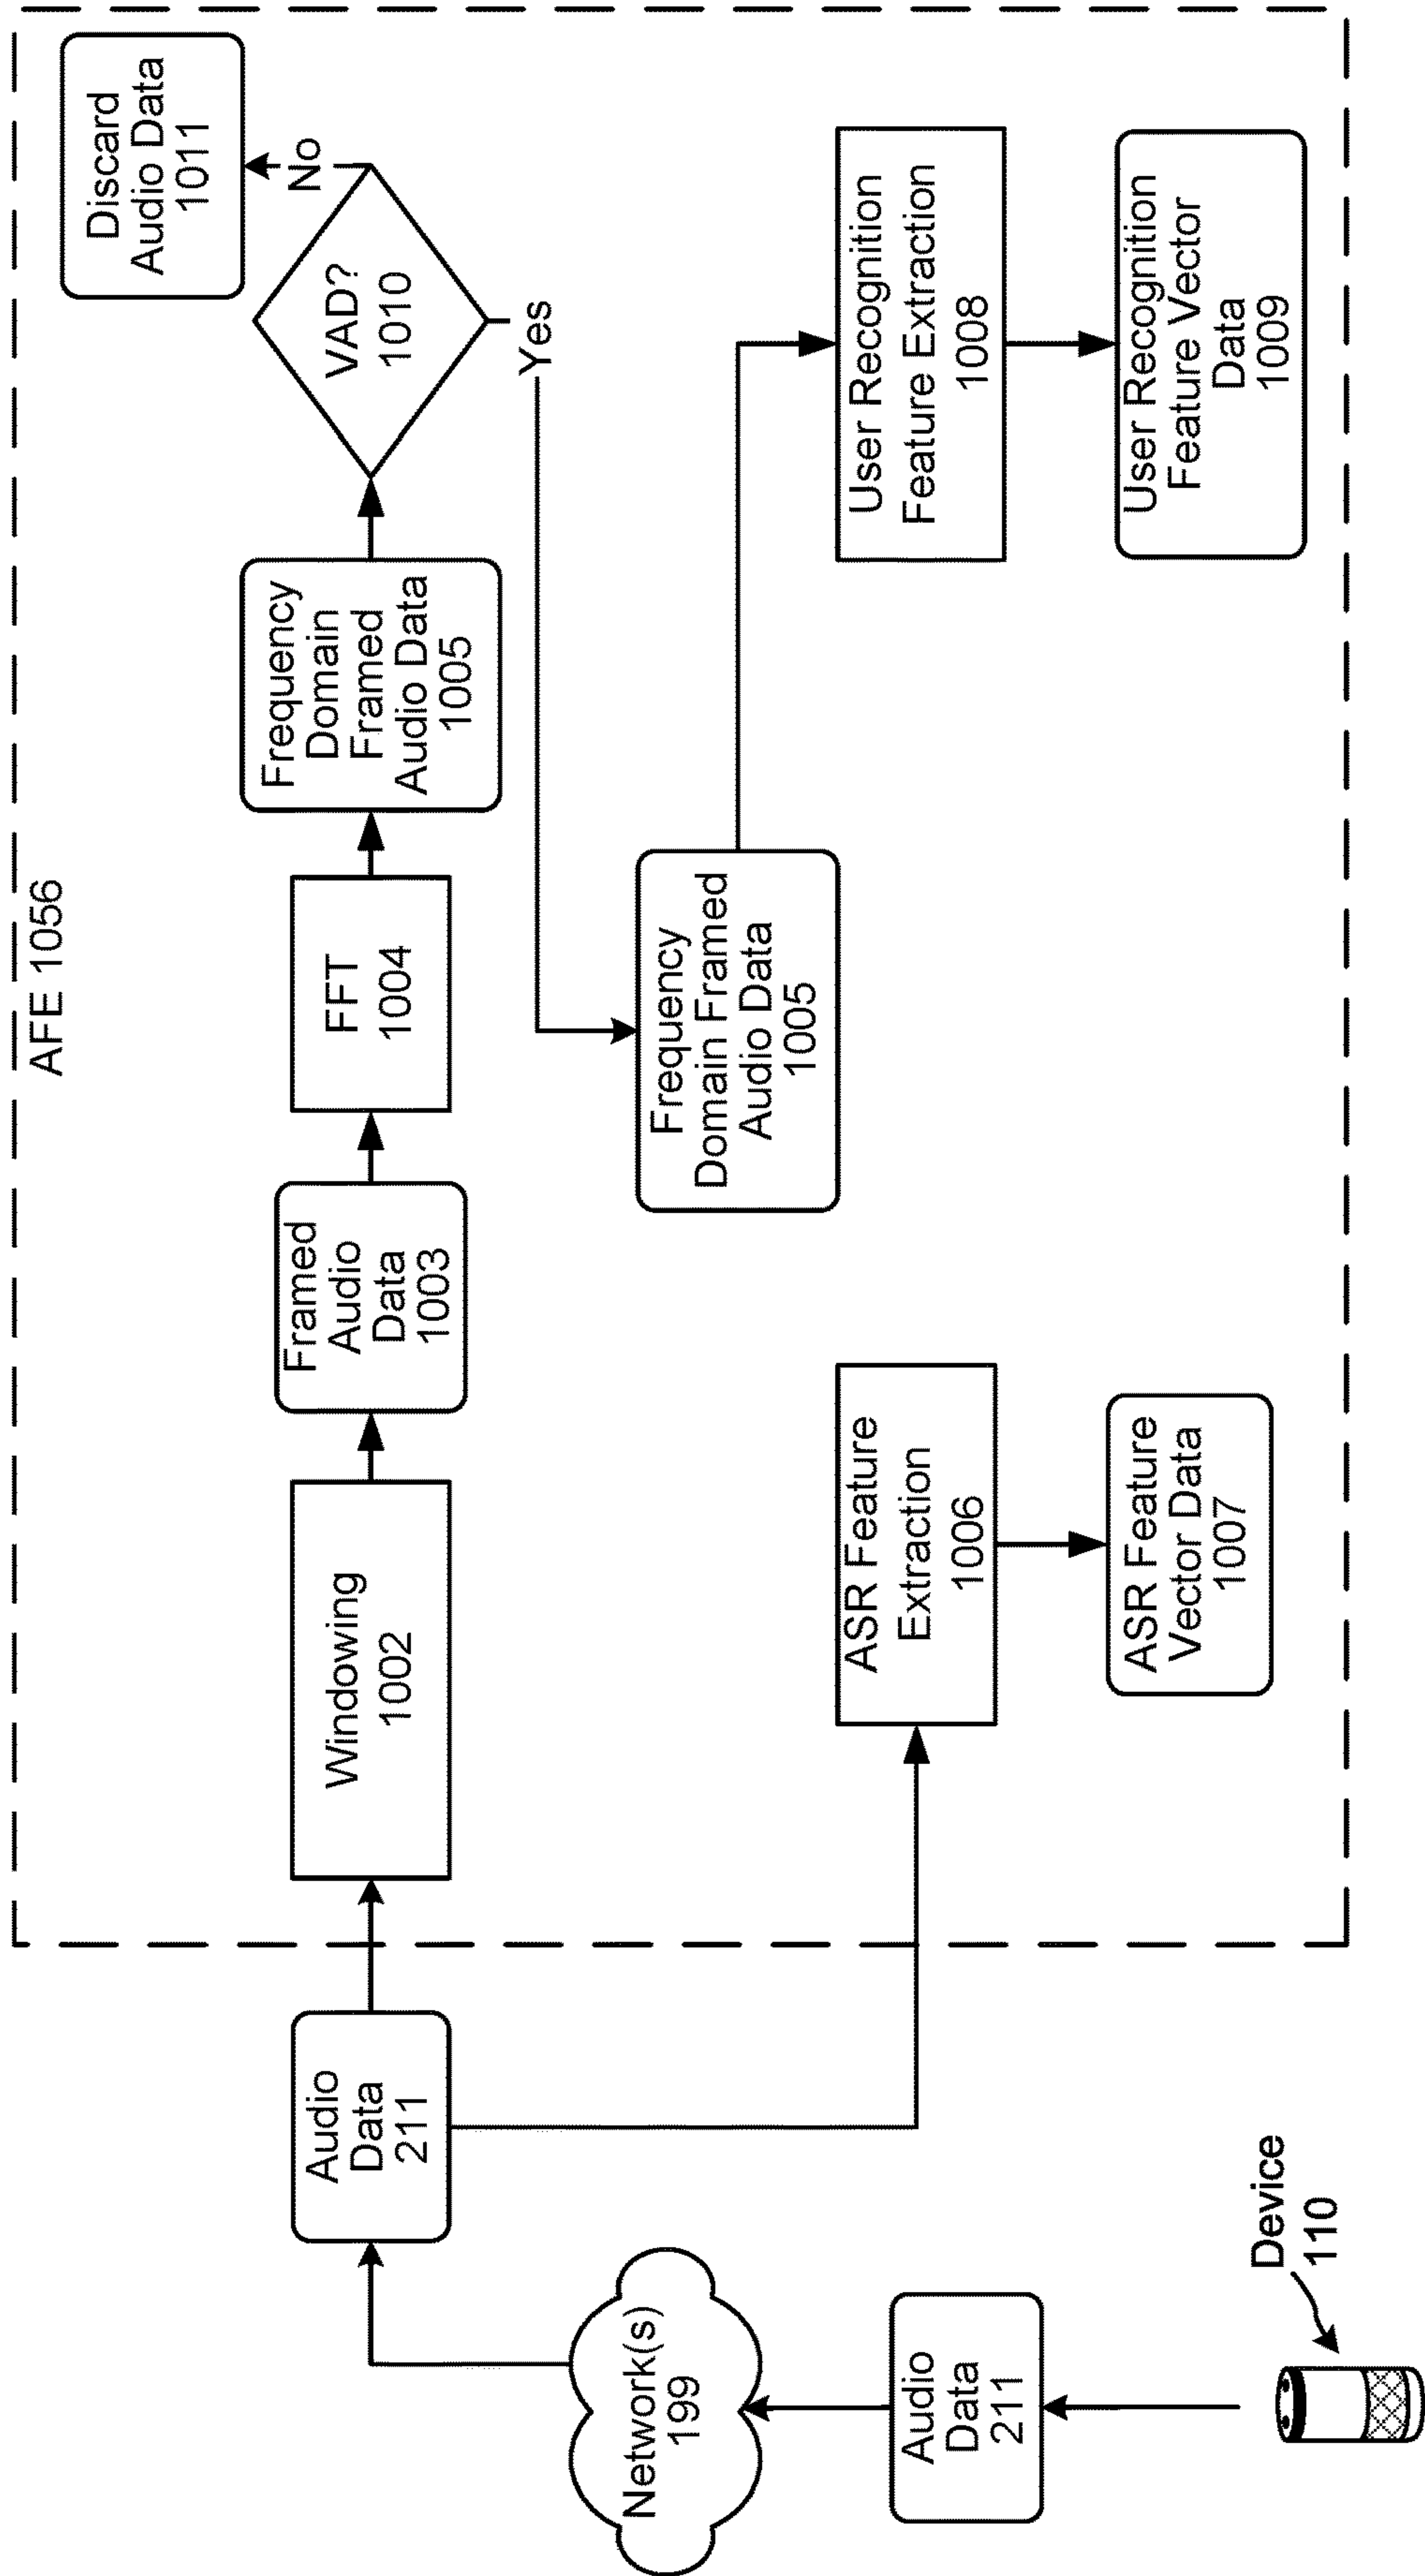 AFE 1056
Device
110
Audio
Data
211
Network(s)
199
Audio
Data
211
Windowing
1002
Framed
Audio
Data
1003
FFT
1004
Frequency
Domain
Framed
Audio Data
1005
VAD?
1010
No
Discard
Audio Data
1011
Yes
Frequency
Domain Framed
Audio Data
1005
ASR Feature
Extraction
1006
ASR Feature
Vector Data
1007
User Recognition
Feature Extraction
1008
User Recognition
Feature Vector
Data
1009